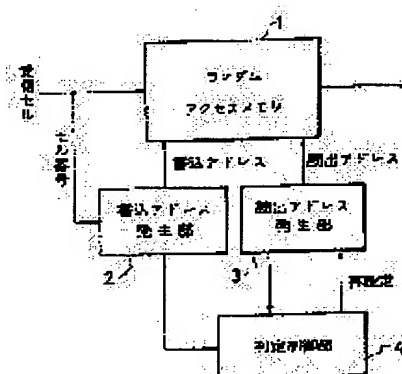 1
受信セル
ランダム
アクセスメモリ
セル番号
書込アドレス
読出アドレス
書込アドレス
発生部
読出アドレス
発生部
2
3
再設定
判定制御部
4